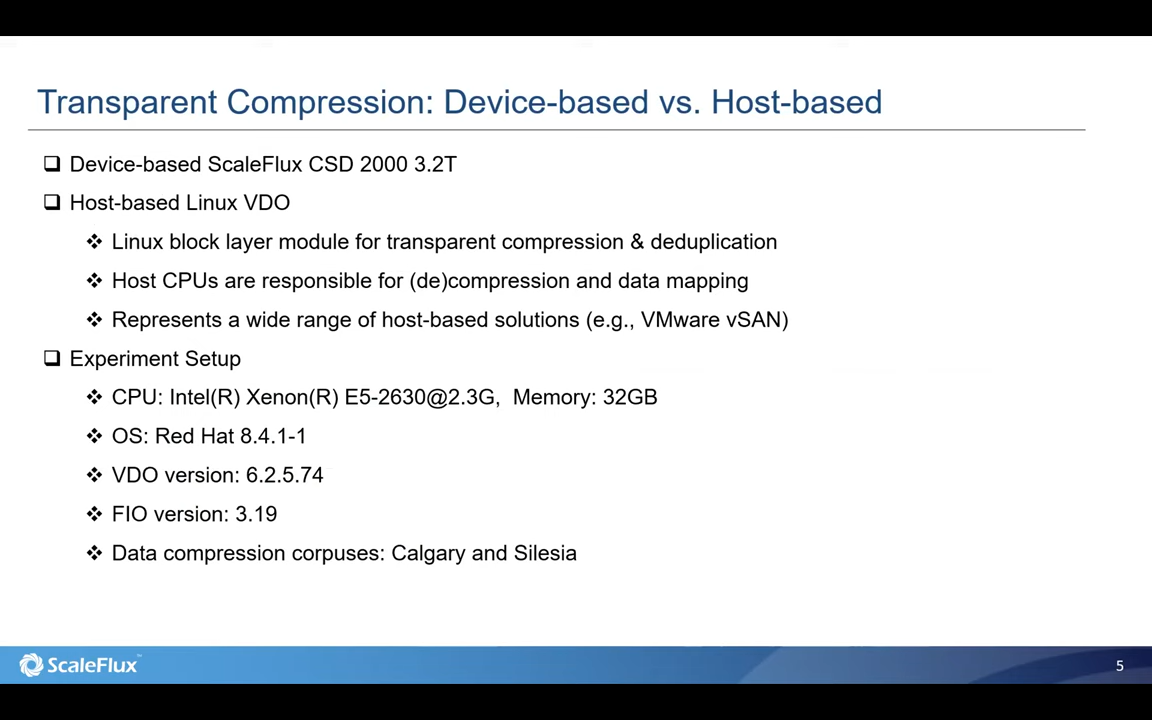 Transparent Compression: Device-based vs. Host-based
Device-based ScaleFlux CSD 2000 3.2T
Host-based Linux VDO
Linux block layer module for transparent compression & deduplication
Host CPUs are responsible for (de)compression and data mapping
Represents a wide range of host-based solutions (e.g., VMware vSAN)
Experiment Setup
CPU: Intel(R) Xenon(R) E5-2630@2.3G,  Memory: 32GB
OS: Red Hat 8.4.1-1
VDO version: 6.2.5.74
FIO version: 3.19
Data compression corpuses: Calgary and Silesia
ScaleFlux™
5